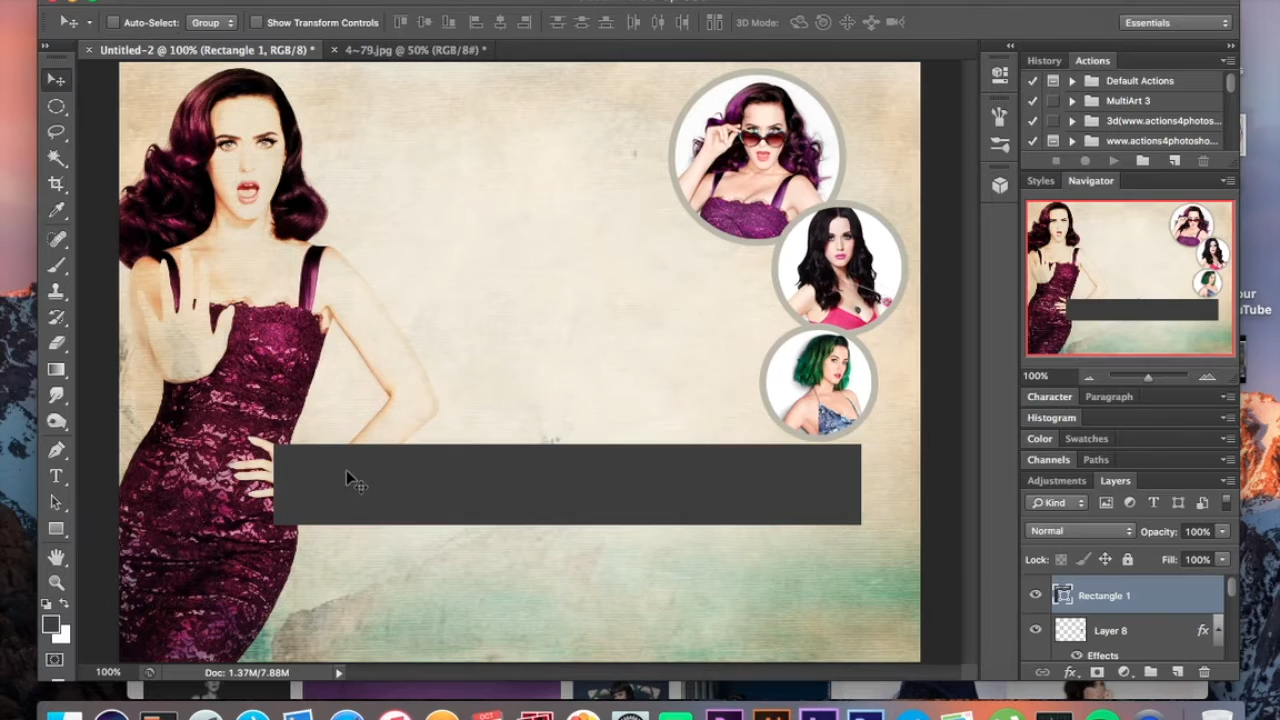 Auto-Select: Group Show Transform Controls 3D Mode: Essentials
Untitled-2 @ 100% (Rectangle 1, RGB/8) * 4~79.jpg @ 50% (RGB/8#) *
History Actions
Default Actions
MultiArt 3
3d(www.actions4photos...
www.actions4photosho...
Styles Navigator
100%
Character Paragraph
Histogram
Color Swatches
Channels Paths
Adjustments Layers
Kind
Normal Opacity: 100%
Lock: Fill: 100%
Rectangle 1
Layer 8 fx
Effects
100% Doc: 1.37M/7.88M fx